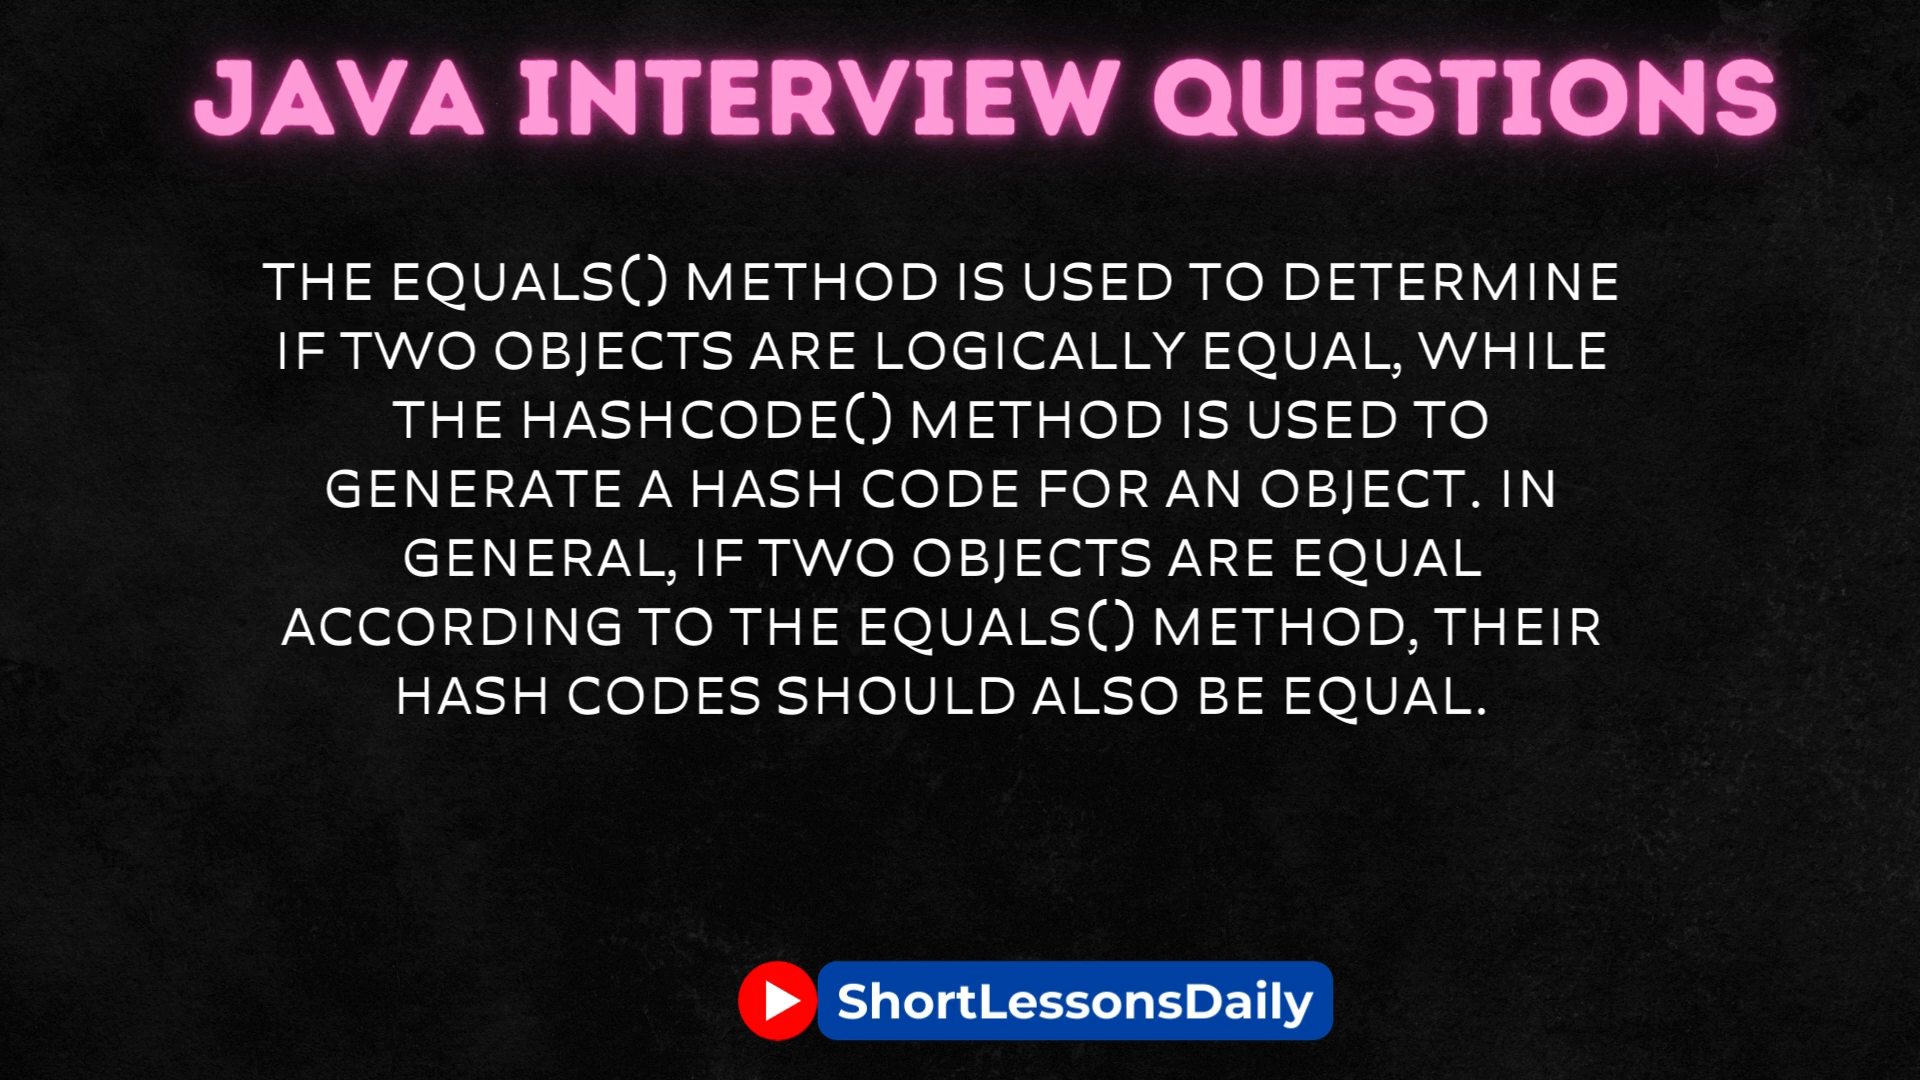 JAVA INTERVIEW QUESTIONS
THE EQUALS() METHOD IS USED TO DETERMINE
IF TWO OBJECTS ARE LOGICALLY EQUAL, WHILE
THE HASHCODE() METHOD IS USED TO
GENERATE A HASH CODE FOR AN OBJECT. IN
GENERAL, IF TWO OBJECTS ARE EQUAL
ACCORDING TO THE EQUALS() METHOD, THEIR
HASH CODES SHOULD ALSO BE EQUAL.
ShortLessonsDaily